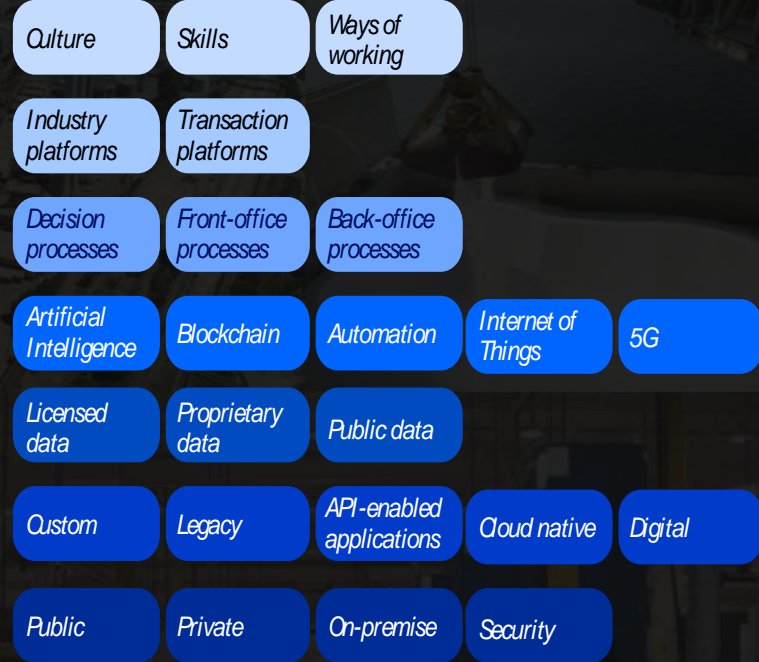 Culture
Skills
Ways of
working
Industry
platforms
Transaction
platforms
Decision
processes
Front-office
processes
Back-office
processes
Artificial
Intelligence
Blockchain
Automation
Internet of
Things
5G
Licensed
data
Proprietary
data
Public data
Custom
Legacy
API-enabled
applications
Cloud native
Digital
Public
Private
On-premise
Security